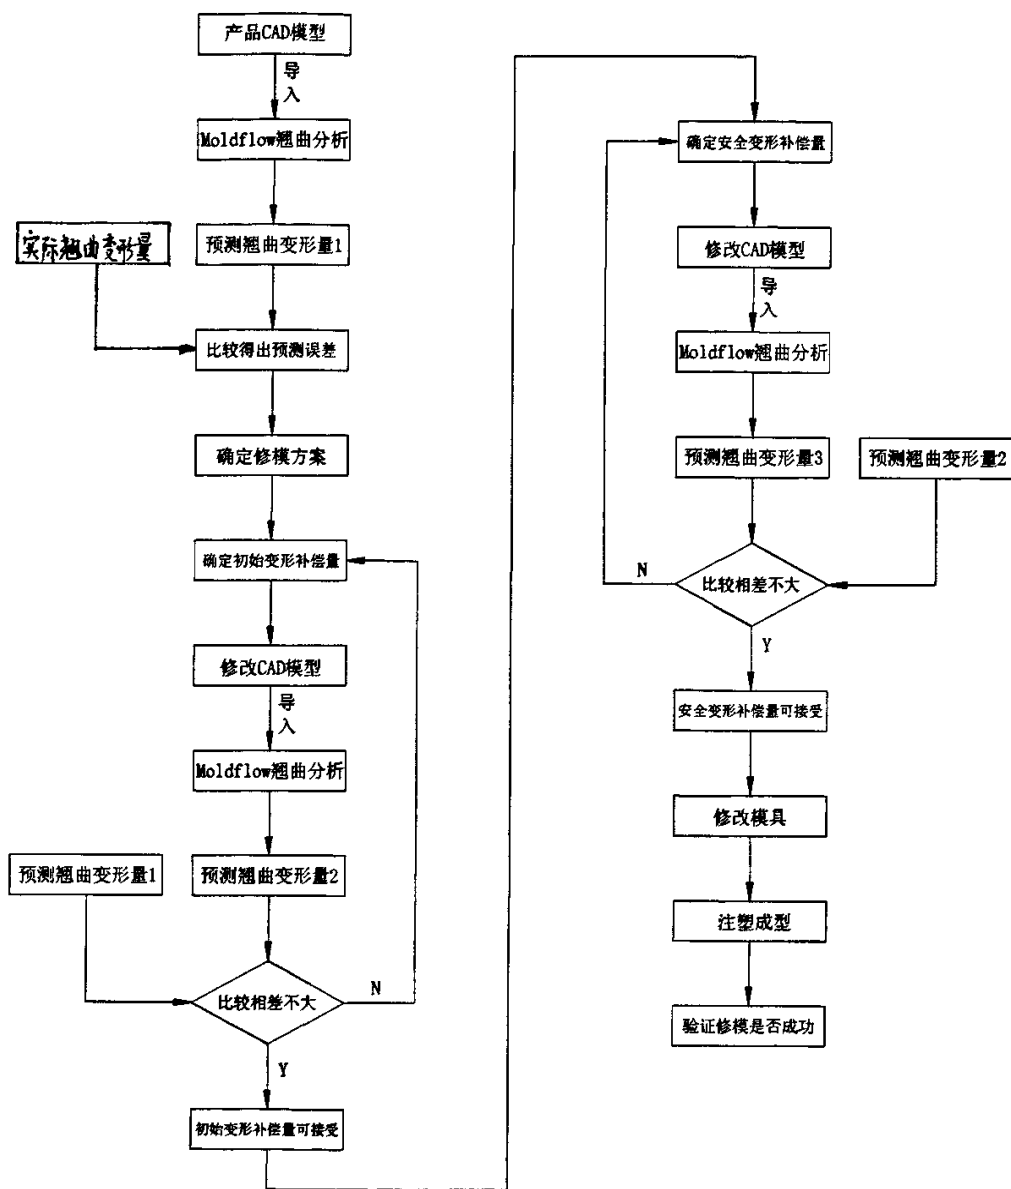 产品CAD模型
导
入
Moldflow翘曲分析
预测翘曲变形量1
实际翘曲变形量
比较得出预测误差
确定修模方案
确定初始变形补偿量
修改CAD模型
导
入
Moldflow翘曲分析
预测翘曲变形量1
预测翘曲变形量2
比较相差不大
N
Y
初始变形补偿量可接受
确定安全变形补偿量
修改CAD模型
导
入
Moldflow翘曲分析
预测翘曲变形量3
预测翘曲变形量2
比较相差不大
N
Y
安全变形补偿量可接受
修改模具
注塑成型
验证修模是否成功